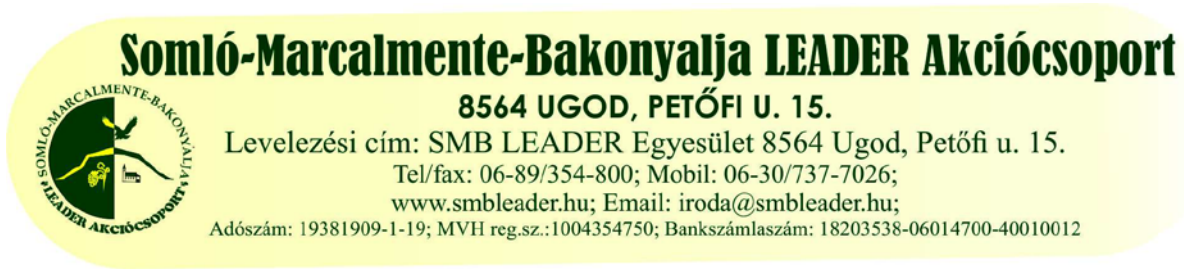 Somló-Marcalmente-Bakonyalja LEADER Akciócsoport
8564 UGOD, PETŐFI U. 15.
Levelezési cím: SMB LEADER Egyesület 8564 Ugod, Petőfi u. 15.
Tel/fax: 06-89/354-800; Mobil: 06-30/737-7026;
www.smbleader.hu; Email: iroda@smbleader.hu;
Adószám: 19381909-1-19; MVH reg.sz.:1004354750; Bankszámlaszám: 18203538-06014700-40010012
SOMLÓ-MARCALMENTE-BAKONYALJA
LEADER AKCIÓCSOPORT